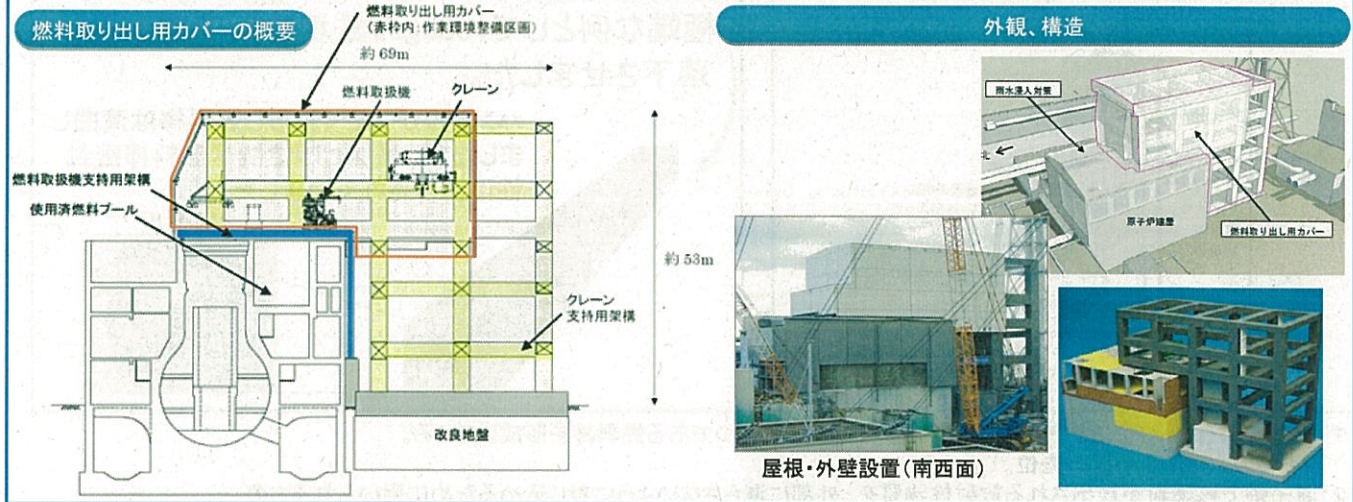 燃料取り出し用カバーの概要
燃料取り出し用カバー
(赤枠内:作業環境整備区画)
約69m
燃料取扱機
クレーン
燃料取扱機支持用架構
使用済燃料プール
約53m
クレーン
支持用架構
改良地盤
外観、構造
雨水浸入対策
北
原子炉建屋
燃料取り出し用カバー
屋根・外壁設置(南西面)